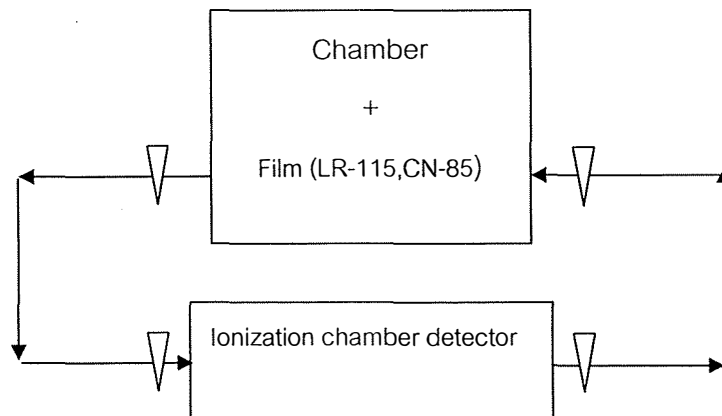 Chamber
+
Film (LR-115,CN-85)
Ionization chamber detector